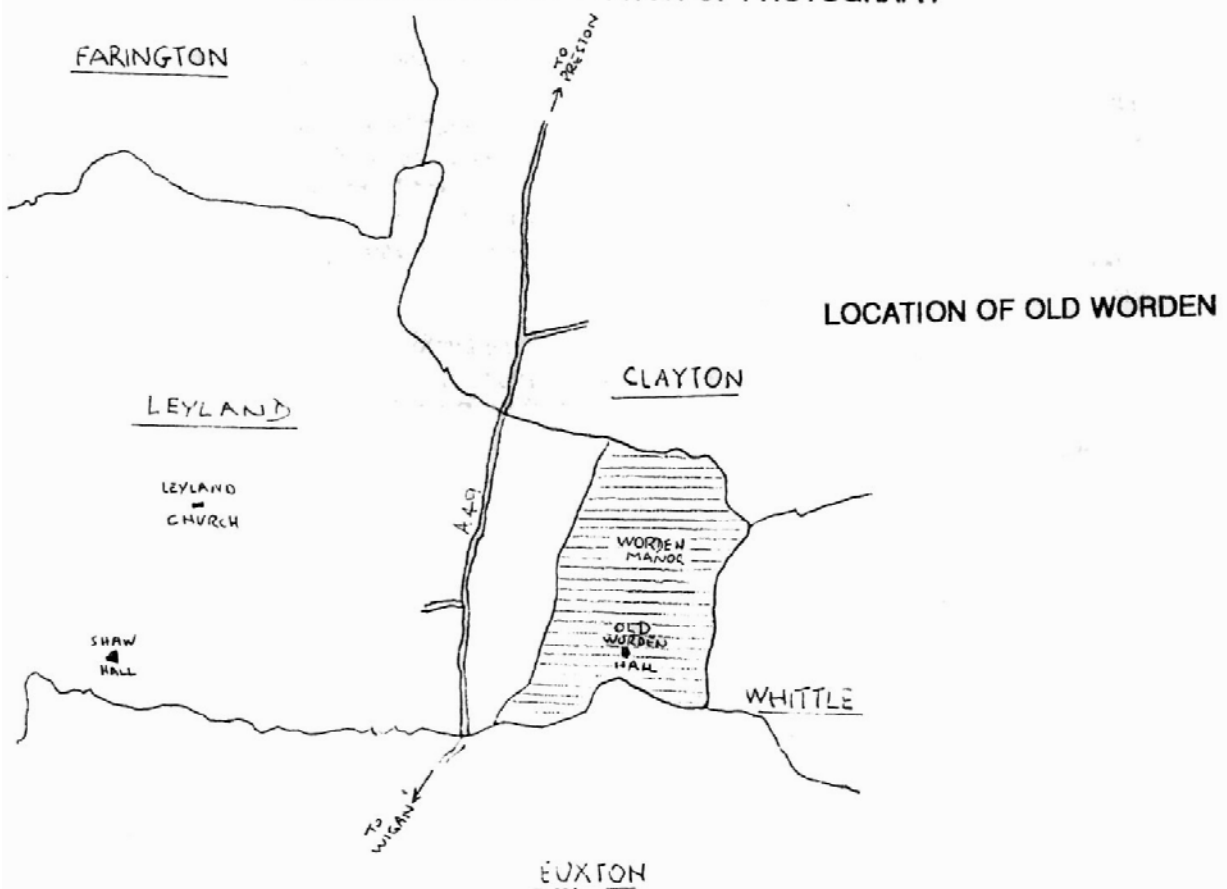 FARINGTON
TO
PRESTON
LOCATION OF OLD WORDEN
CLAYTON
LEYLAND
LEYLAND
CHURCH
A49
WORDEN
MANOR
OLD
WORDEN
HALL
SHAW
HALL
WHITTLE
TO
WIGAN
EUXTON